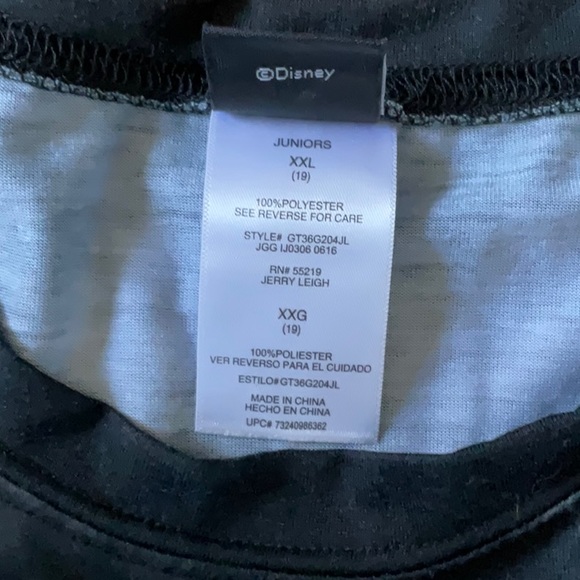 ©Disney
JUNIORS
XXL
(19)
100%POLYESTER
SEE REVERSE FOR CARE
STYLE# GT36G204JL
JGG IJ0306 0616
RN# 55219
JERRY LEIGH
XXG
(19)
100%POLIESTER
VER REVERSO PARA EL CUIDADO
ESTILO#GT36G204JL
MADE IN CHINA
HECHO EN CHINA
UPC# 73240986362